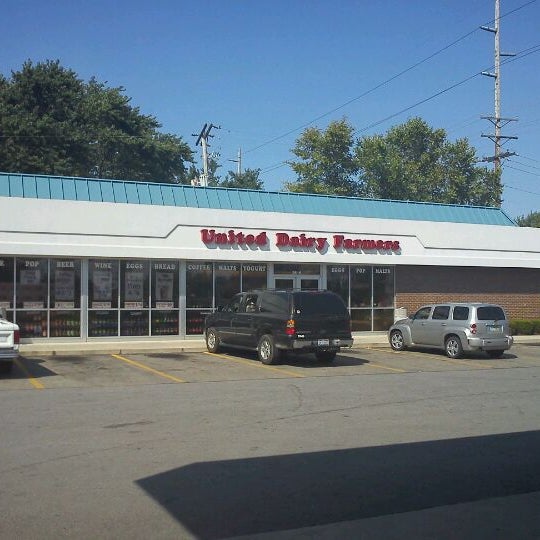 United Dairy Farmers
POP BEER WINE EGGS BREAD COFFEE MALTS YOGURT EGGS POP MALTS